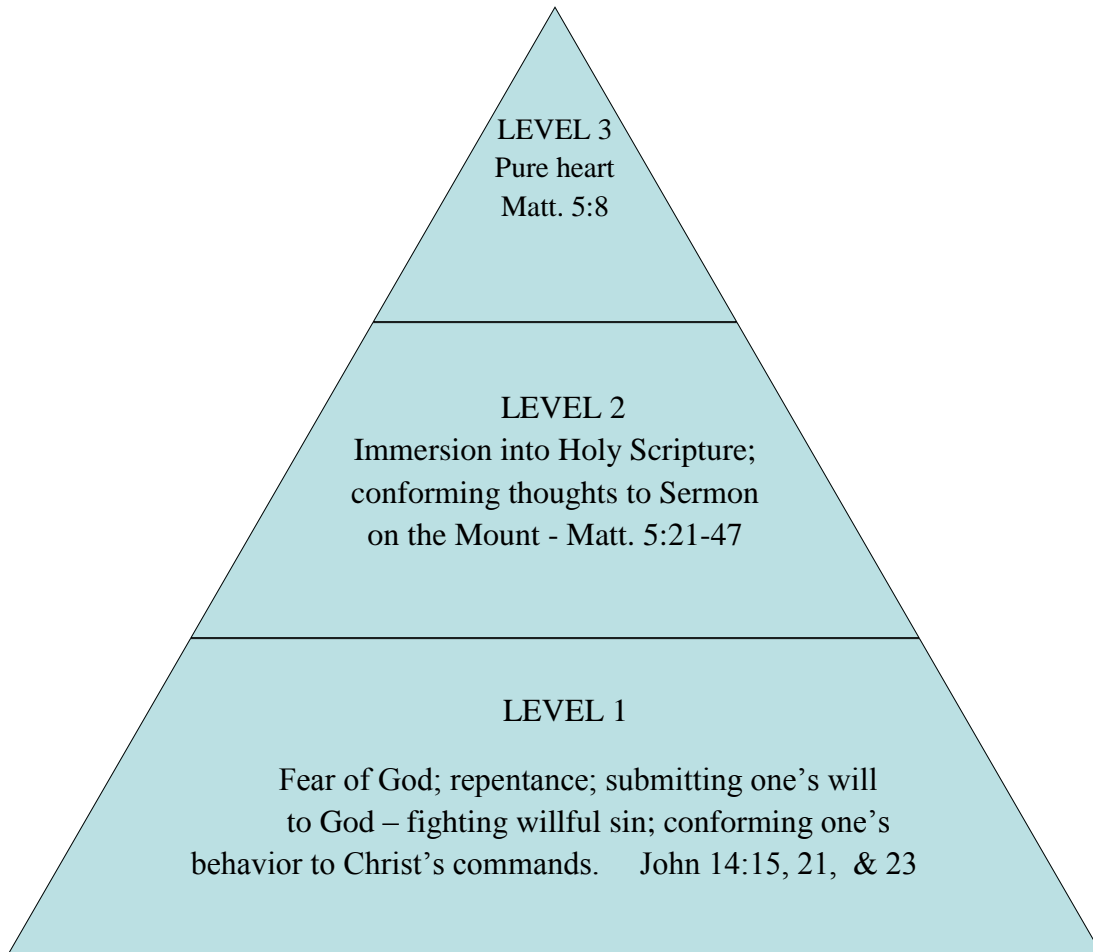 LEVEL 3
Pure heart
Matt. 5:8
LEVEL 2
Immersion into Holy Scripture;
conforming thoughts to Sermon
on the Mount - Matt. 5:21-47
LEVEL 1
Fear of God; repentance; submitting one’s will
to God – fighting willful sin; conforming one’s
behavior to Christ’s commands. John 14:15, 21, & 23